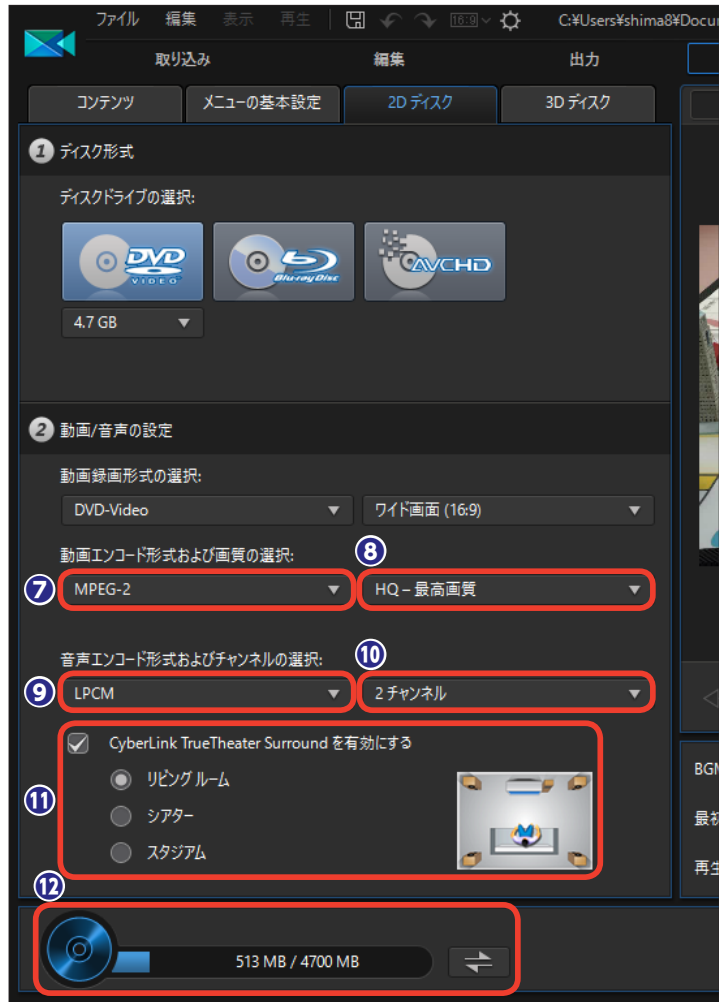 ファイル 編集 表示 再生 16:9 C:¥Users¥shima8¥Docu
取り込み 編集 出力
コンテンツ メニューの基本設定 2D ディスク 3D ディスク
1 ディスク形式
ディスクドライブの選択:
DVD VIDEO Blu-ray Disc AVCHD
4.7 GB
2 動画/音声の設定
動画録画形式の選択:
DVD-Video ワイド画面 (16:9)
動画エンコード形式および画質の選択:
8
7 MPEG-2 HQ – 最高画質
音声エンコード形式およびチャンネルの選択:
10
9 LPCM 2 チャンネル
CyberLink TrueTheater Surround を有効にする
リビング ルーム
11 シアター
スタジアム
BGM
最初
再生
12
513 MB / 4700 MB